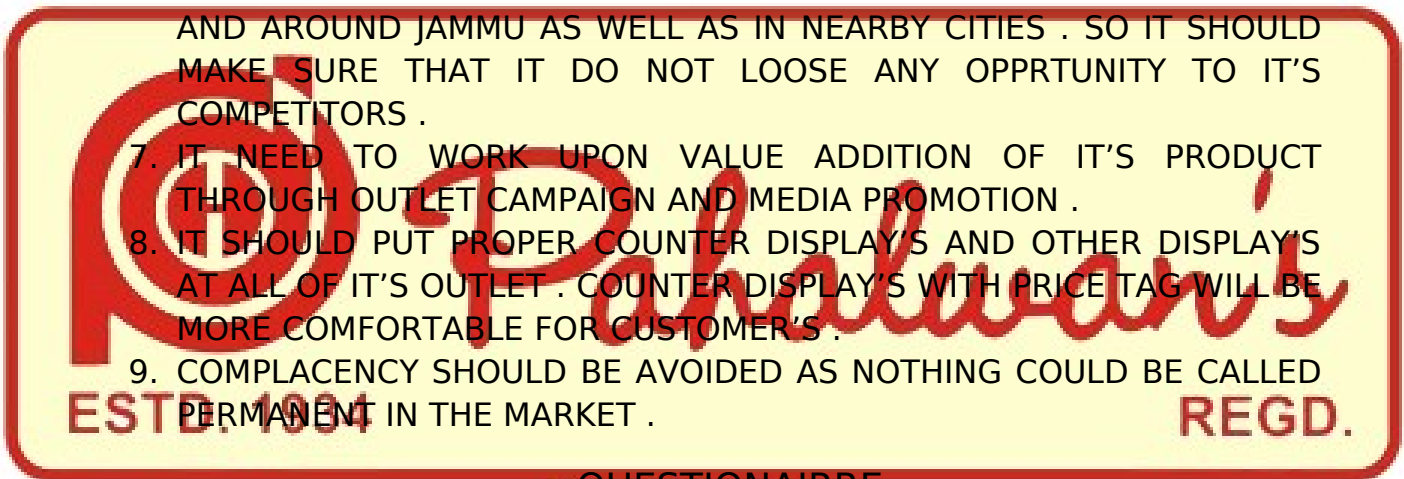 AND AROUND JAMMU AS WELL AS IN NEARBY CITIES . SO IT SHOULD
MAKE SURE THAT IT DO NOT LOOSE ANY OPPRTUNITY TO IT’S
COMPETITORS .
7. IT NEED TO WORK UPON VALUE ADDITION OF IT’S PRODUCT
THROUGH OUTLET CAMPAIGN AND MEDIA PROMOTION .
8. IT SHOULD PUT PROPER COUNTER DISPLAY’S AND OTHER DISPLAY’S
AT ALL OF IT’S OUTLET . COUNTER DISPLAY’S WITH PRICE TAG WILL BE
MORE COMFORTABLE FOR CUSTOMER’S .
9. COMPLACENCY SHOULD BE AVOIDED AS NOTHING COULD BE CALLED
PERMANENT IN THE MARKET .
Pahalwan's
ESTD. 1934
REGD.
QUESTIONAIRRE